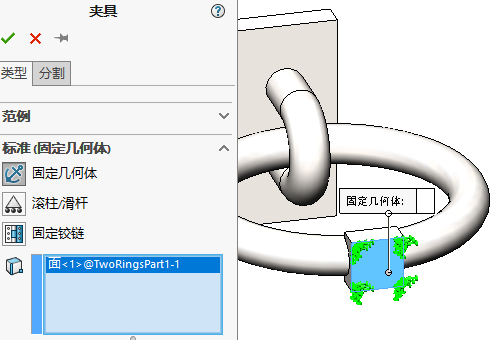 夹具
类型
分割
范例
标准 (固定几何体)
固定几何体
滚柱/滑杆
固定铰链
面<1>@TwoRingsPart1-1
固定几何体: